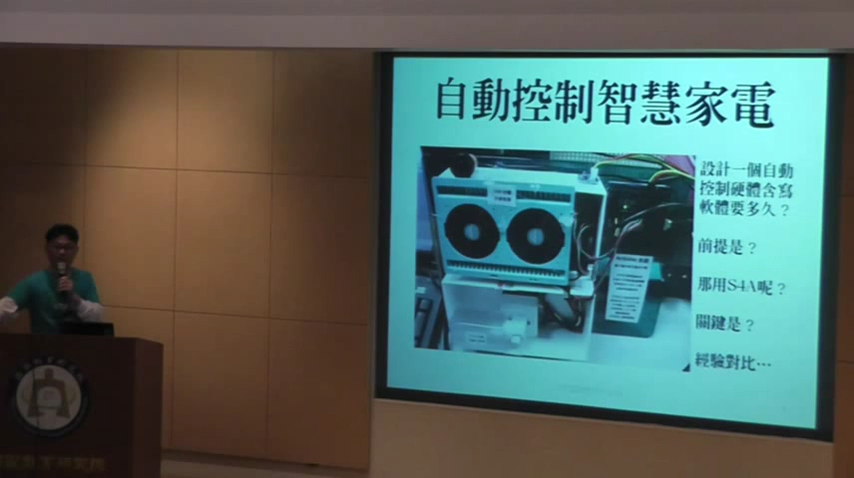 自動控制智慧家電
設計一個自動
控制硬體含寫
軟體要多久？
前提是？
那用S4A呢？
關鍵是？
經驗對比…